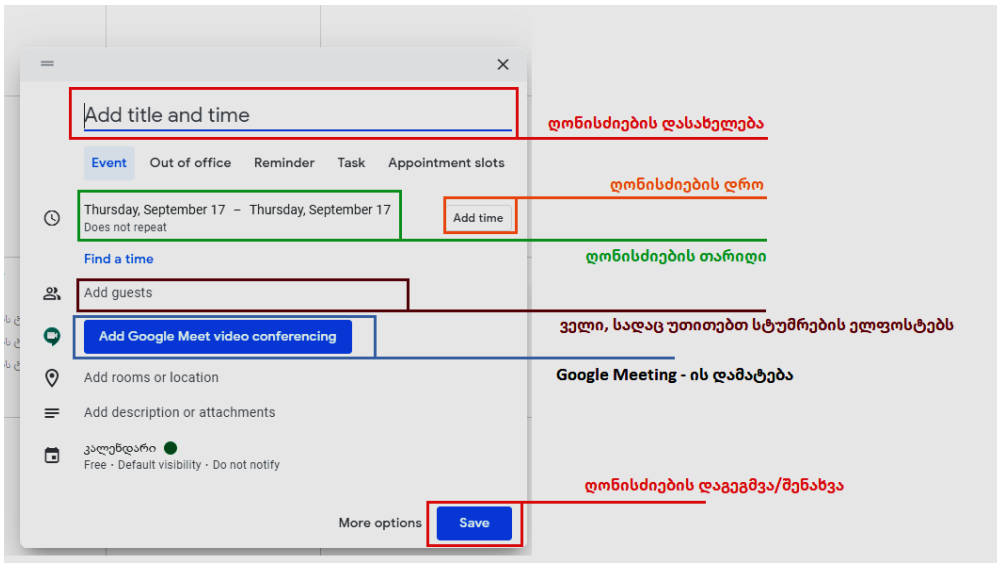 Add title and time
ღონისძიების დასახელება
Event Out of office Reminder Task Appointment slots
ღონისძიების დრო
Thursday, September 17 – Thursday, September 17
Add time
Does not repeat
ღონისძიების თარიღი
Find a time
Add guests
ველი, სადაც უთითებთ სტუმრების ელფოსტებს
Add Google Meet video conferencing
Google Meeting - ის დამატება
Add rooms or location
Add description or attachments
კალენდარი
Free · Default visibility · Do not notify
ღონისძიების დაგეგმვა/შენახვა
More options Save